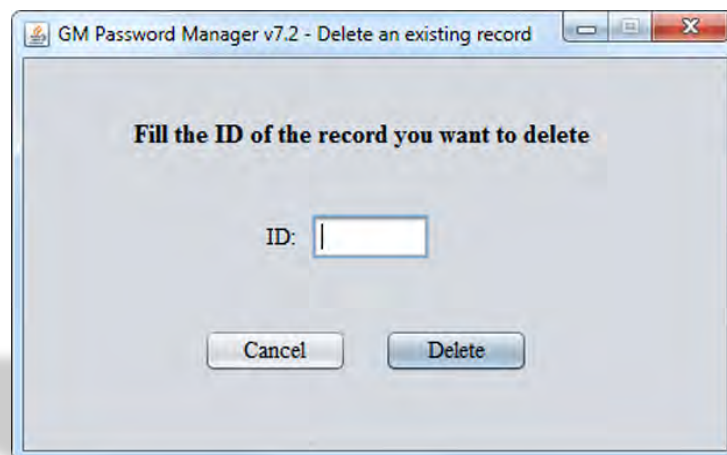 GM Password Manager v7.2 - Delete an existing record
Fill the ID of the record you want to delete
ID:
Cancel Delete